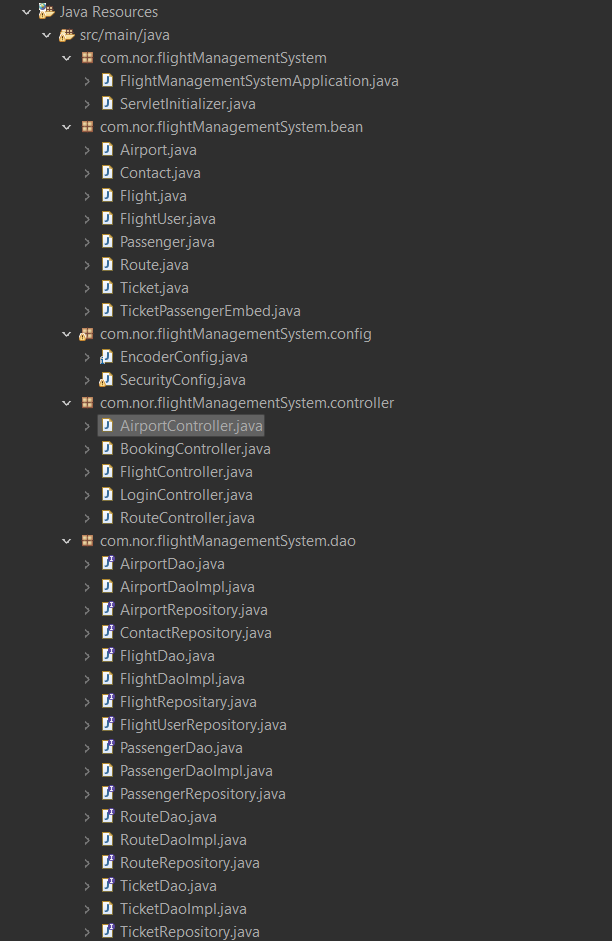 Java Resources
src/main/java
com.nor.flightManagementSystem
FlightManagementSystemApplication.java
ServletInitializer.java
com.nor.flightManagementSystem.bean
Airport.java
Contact.java
Flight.java
FlightUser.java
Passenger.java
Route.java
Ticket.java
TicketPassengerEmbed.java
com.nor.flightManagementSystem.config
EncoderConfig.java
SecurityConfig.java
com.nor.flightManagementSystem.controller
AirportController.java
BookingController.java
FlightController.java
LoginController.java
RouteController.java
com.nor.flightManagementSystem.dao
AirportDao.java
AirportDaoImpl.java
AirportRepository.java
ContactRepository.java
FlightDao.java
FlightDaoImpl.java
FlightRepositary.java
FlightUserRepository.java
PassengerDao.java
PassengerDaoImpl.java
PassengerRepository.java
RouteDao.java
RouteDaoImpl.java
RouteRepository.java
TicketDao.java
TicketDaoImpl.java
TicketRepository.java